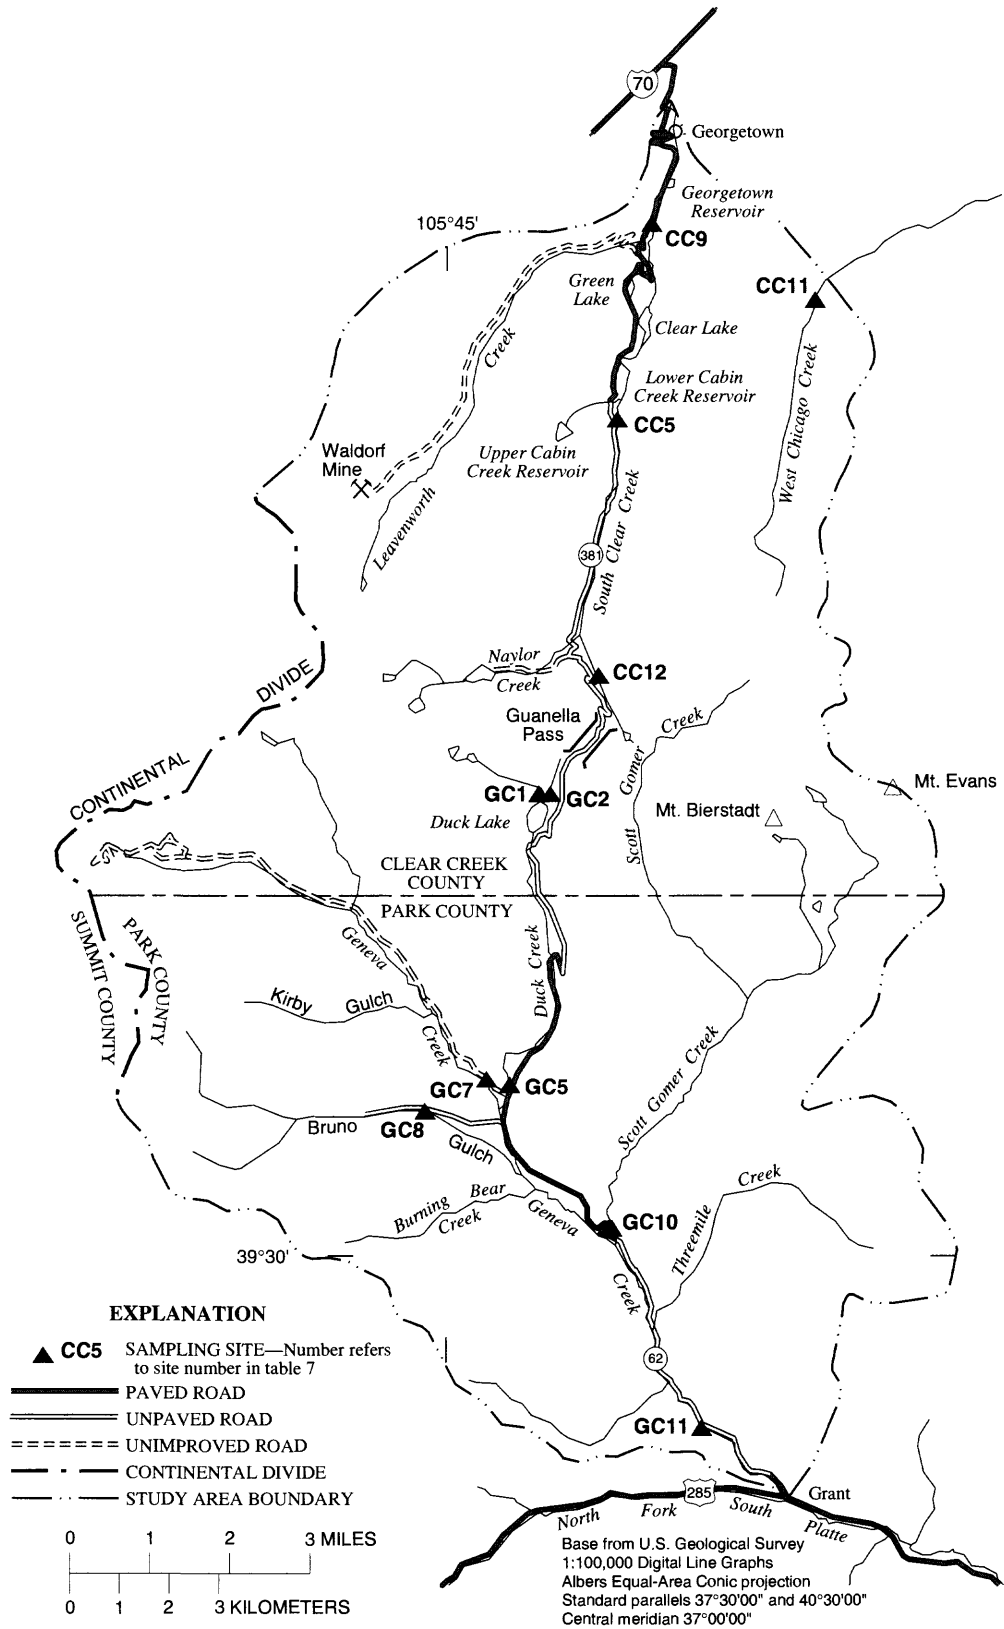 70
Georgetown
Georgetown
Reservoir
105°45'
CC9
Green
Lake
CC11
Clear Lake
Creek
Lower Cabin
Creek Reservoir
CC5
Waldorf
Mine
Upper Cabin
Creek Reservoir
West Chicago Creek
Leavenworth
South Clear Creek
381
Naylor
Creek
CC12
DIVIDE
Guanella
Pass
Creek
CONTINENTAL
Gomer
Mt. Evans
GC1
GC2
Mt. Bierstadt
Duck Lake
Scott
CLEAR CREEK
COUNTY
PARK COUNTY
SUMMIT COUNTY
PARK COUNTY
Geneva
Duck Creek
Kirby
Gulch
Creek
Scott Gomer Creek
GC7
GC5
Bruno
GC8
Gulch
Burning
Bear
Creek
Geneva
Creek
Threemile
GC10
39°30'
Creek
EXPLANATION
CC5
SAMPLING SITE—Number refers
to site number in table 7
PAVED ROAD
UNPAVED ROAD
UNIMPROVED ROAD
CONTINENTAL DIVIDE
STUDY AREA BOUNDARY
62
GC11
285
Grant
North
Fork
South
Platte
0 1 2 3 MILES
0 1 2 3 KILOMETERS
Base from U.S. Geological Survey
1:100,000 Digital Line Graphs
Albers Equal-Area Conic projection
Standard parallels 37°30'00" and 40°30'00"
Central meridian 37°00'00"